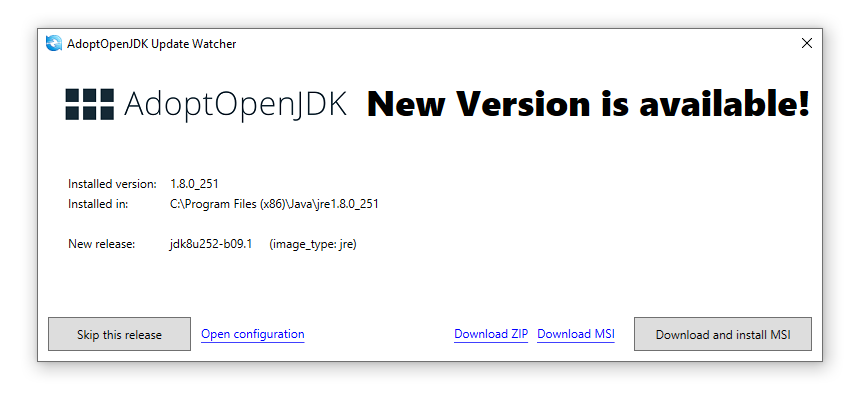 AdoptOpenJDK Update Watcher
AdoptOpenJDK New Version is available!
Installed version: 1.8.0_251
Installed in: C:\Program Files (x86)\Java\jre1.8.0_251
New release: jdk8u252-b09.1 (image_type: jre)
Skip this release Open configuration Download ZIP Download MSI Download and install MSI